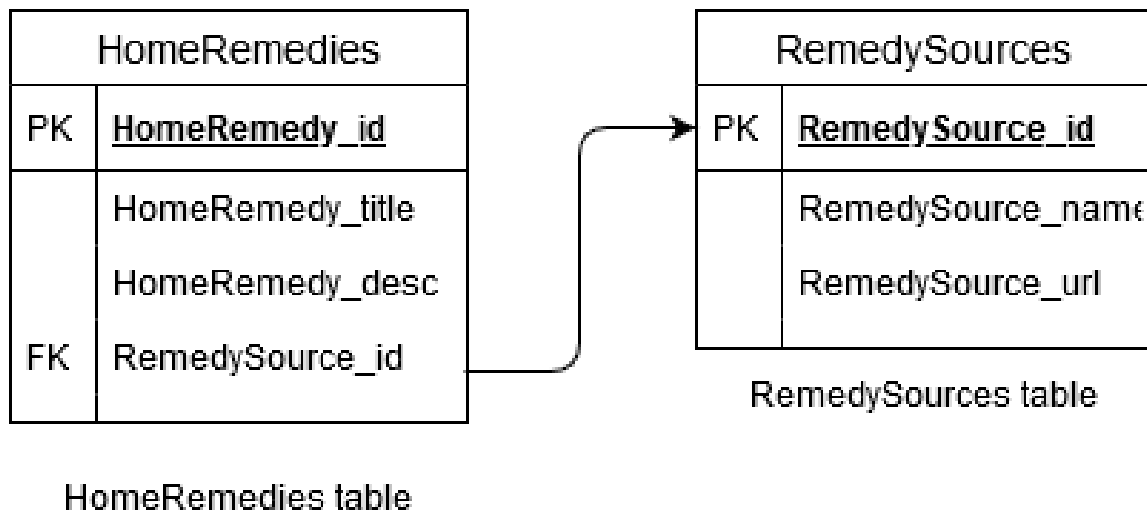 HomeRemedies
PK HomeRemedy_id
HomeRemedy_title
HomeRemedy_desc
FK RemedySource_id
HomeRemedies table
RemedySources
PK RemedySource_id
RemedySource_name
RemedySource_url
RemedySources table